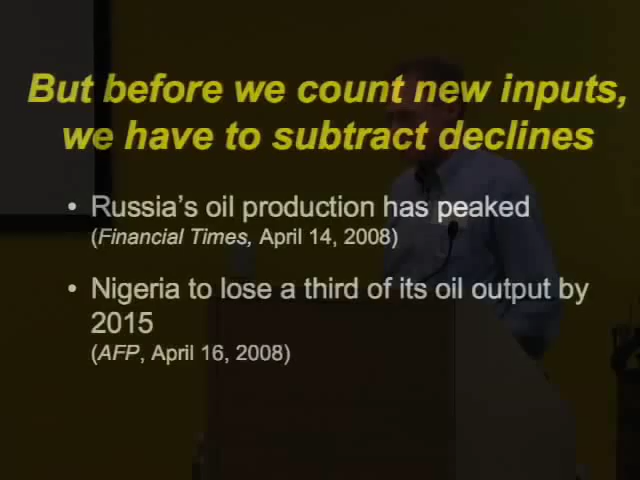 But before we count new inputs,
we have to subtract declines
• Russia's oil production has peaked
(Financial Times, April 14, 2008)
• Nigeria to lose a third of its oil output by
2015
(AFP, April 16, 2008)